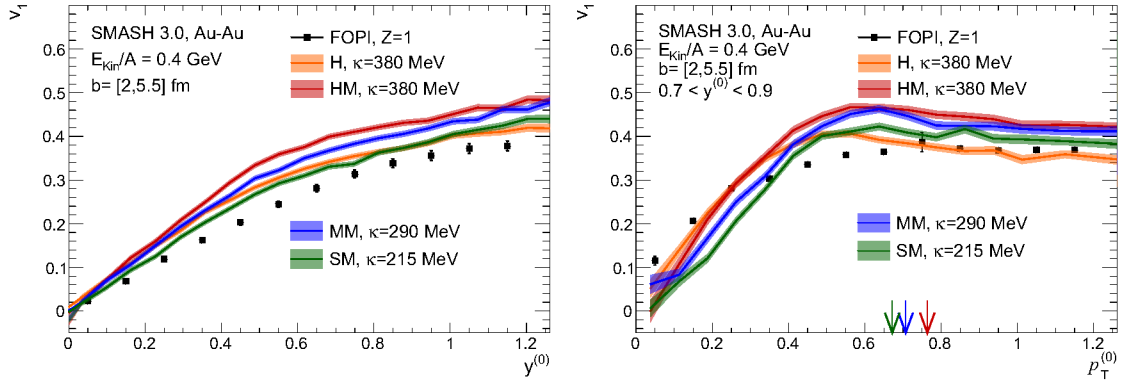 v₁
SMASH 3.0, Au-Au
E_Kin/A = 0.4 GeV
b= [2,5.5] fm
FOPI, Z=1
H, κ=380 MeV
HM, κ=380 MeV
MM, κ=290 MeV
SM, κ=215 MeV
0.6
0.5
0.4
0.3
0.2
0.1
0
0 0.2 0.4 0.6 0.8 1 1.2
y⁽⁰⁾
v₁
SMASH 3.0, Au-Au
E_Kin/A = 0.4 GeV
b= [2,5.5] fm
0.7 < y⁽⁰⁾ < 0.9
FOPI, Z=1
H, κ=380 MeV
HM, κ=380 MeV
MM, κ=290 MeV
SM, κ=215 MeV
0.6
0.5
0.4
0.3
0.2
0.1
0
0 0.2 0.4 0.6 0.8 1 1.2
p_T⁽⁰⁾